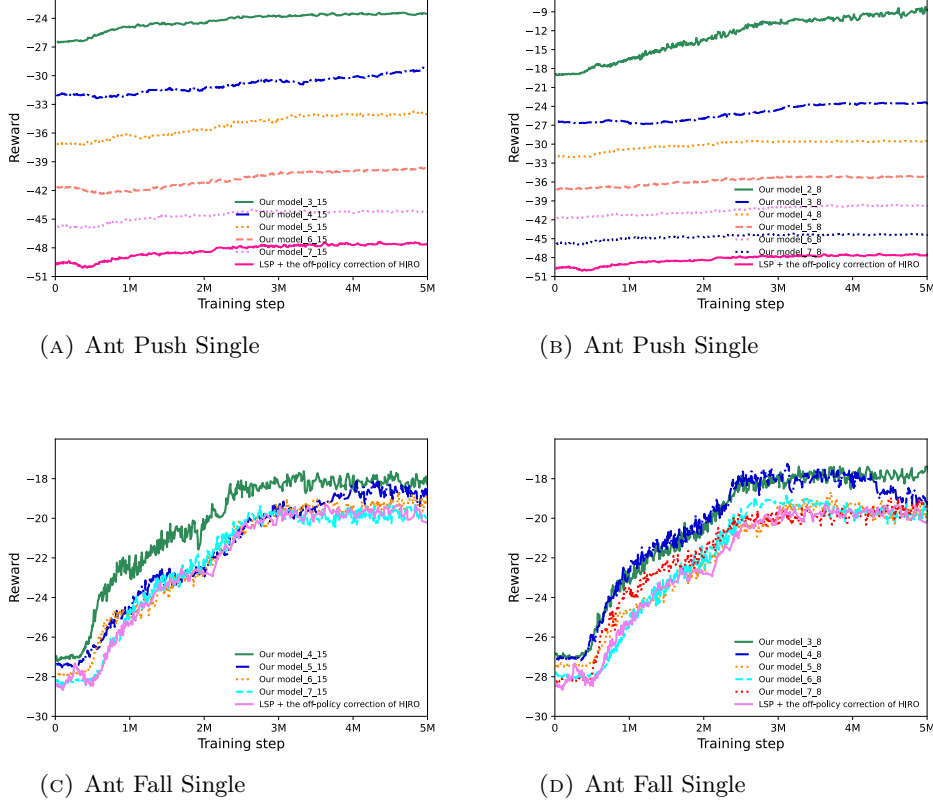 −24
−27
−30
−33
−36
−39
−42
−45
−48
−51
Reward
0
1M
2M
3M
4M
5M
Training step
Our model_3_15
Our model_4_15
Our model_5_15
Our model_6_15
Our model_7_15
LSP + the off-policy correction of HIRO
(A) Ant Push Single
−9
−12
−15
−18
−21
−24
−27
−30
−33
−36
−39
−42
−45
−48
−51
Reward
0
1M
2M
3M
4M
5M
Training step
Our model_2_8
Our model_3_8
Our model_4_8
Our model_5_8
Our model_6_8
Our model_7_8
LSP + the off-policy correction of HIRO
(B) Ant Push Single
−18
−20
−22
−24
−26
−28
−30
Reward
0
1M
2M
3M
4M
5M
Training step
Our model_4_15
Our model_5_15
Our model_6_15
Our model_7_15
LSP + the off-policy correction of HIRO
(C) Ant Fall Single
−18
−20
−22
−24
−26
−28
−30
Reward
0
1M
2M
3M
4M
5M
Training step
Our model_3_8
Our model_4_8
Our model_5_8
Our model_6_8
Our model_7_8
LSP + the off-policy correction of HIRO
(D) Ant Fall Single